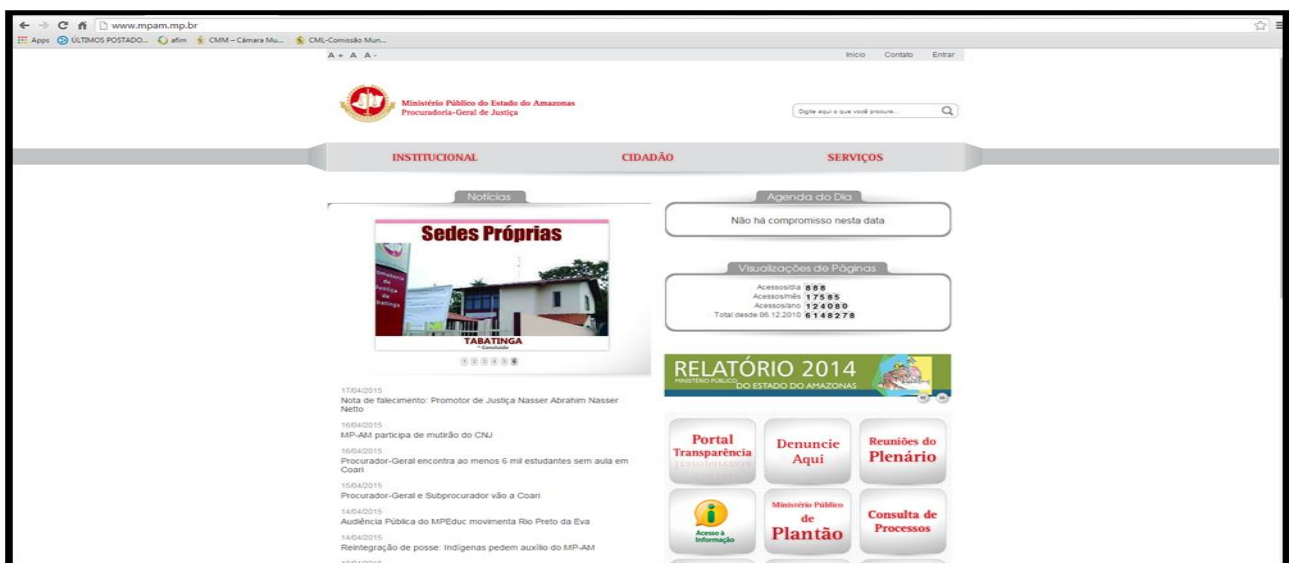 www.mpam.mp.br
Apps ÚLTIMOS POSTADO... afim CMM – Câmara Mu... CML-Comissão Mun...
A + A A -
Inicio Contato Entrar
Ministério Público do Estado do Amazonas
Procuradoria-Geral de Justiça
Digite aqui o que você procura...
INSTITUCIONAL CIDADÃO SERVIÇOS
Notícias
Sedes Próprias
TABATINGA
* Concluída
1 2 3 4 5 6
17/04/2015
Nota de falecimento: Promotor de Justiça Nasser Abrahim Nasser
Netto
16/04/2015
MP-AM participa de mutirão do CNJ
16/04/2015
Procurador-Geral encontra ao menos 6 mil estudantes sem aula em
Coari
15/04/2015
Procurador-Geral e Subprocurador vão a Coari
14/04/2015
Audiência Pública do MPEduc movimenta Rio Preto da Eva
14/04/2015
Reintegração de posse: Indígenas pedem auxílio do MP-AM
Agenda do Dia
Não há compromisso nesta data
Visualizações de Páginas
Acessos/dia 888
Acessos/mês 17585
Acessos/ano 124080
Total desde 06.12.2010 6148278
RELATÓRIO 2014
MINISTÉRIO PÚBLICO
DO ESTADO DO AMAZONAS
Portal
Transparência
Denuncie
Aqui
Reuniões do
Plenário
Acesso à
Informação
Ministério Público
de
Plantão
Consulta de
Processos